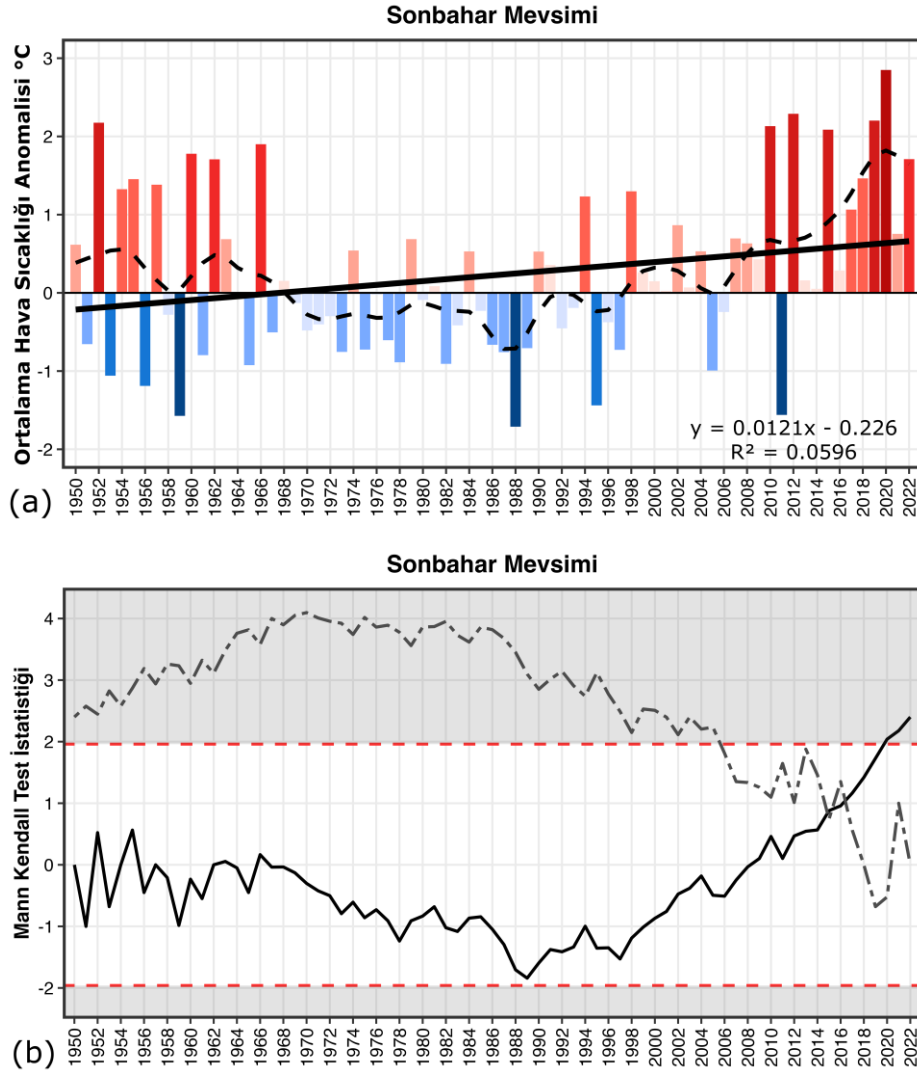 Sonbahar Mevsimi
Ortalama Hava Sıcaklığı Anomalisi °C
3
2
1
0
-1
-2
y = 0.0121x - 0.226
R² = 0.0596
(a)
1950 1952 1954 1956 1958 1960 1962 1964 1966 1968 1970 1972 1974 1976 1978 1980 1982 1984 1986 1988 1990 1992 1994 1996 1998 2000 2002 2004 2006 2008 2010 2012 2014 2016 2018 2020 2022
Sonbahar Mevsimi
Mann Kendall Test İstatistiği
4
3
2
1
0
-1
-2
(b)
1950 1952 1954 1956 1958 1960 1962 1964 1966 1968 1970 1972 1974 1976 1978 1980 1982 1984 1986 1988 1990 1992 1994 1996 1998 2000 2002 2004 2006 2008 2010 2012 2014 2016 2018 2020 2022